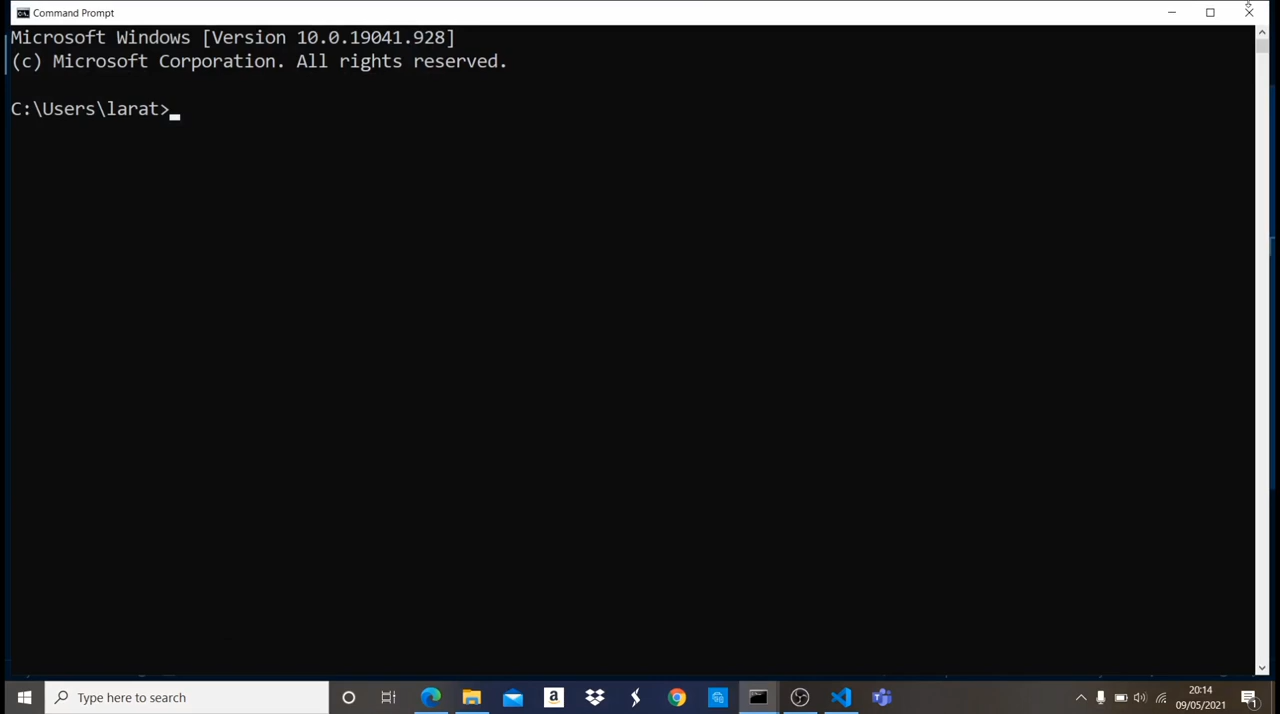 Command Prompt
Microsoft Windows [Version 10.0.19041.928]
(c) Microsoft Corporation. All rights reserved.
C:\Users\larat>
Type here to search
20:14
09/05/2021
1